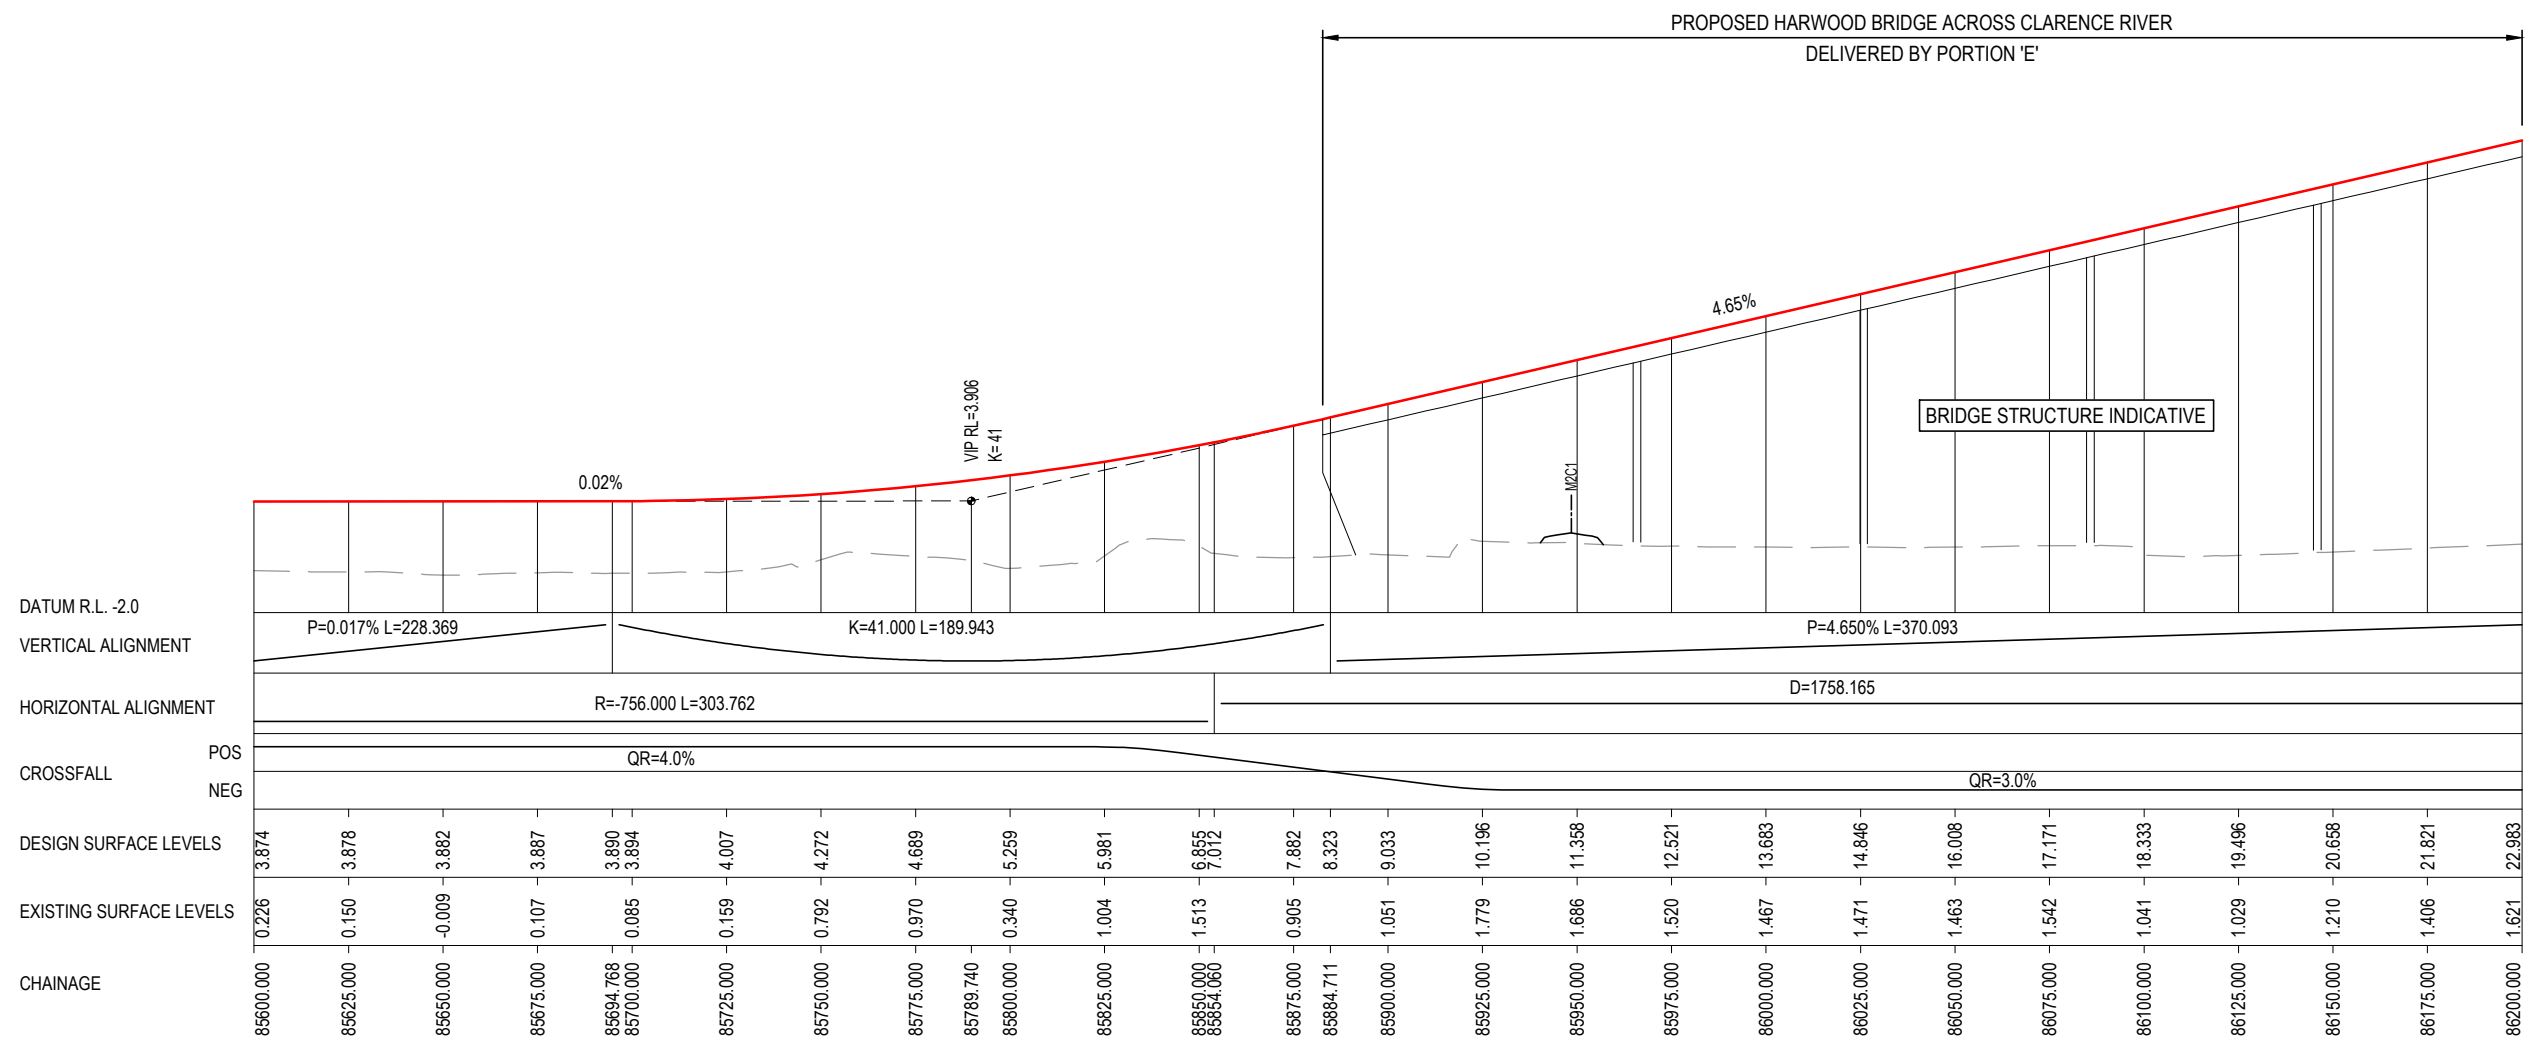 PROPOSED HARWOOD BRIDGE ACROSS CLARENCE RIVER
DELIVERED BY PORTION 'E'
4.65%
VIP RL=3.906
K= 41
BRIDGE STRUCTURE INDICATIVE
M2C1
0.02%
DATUM R.L. -2.0
VERTICAL ALIGNMENT
P=0.017% L=228.369
K=41.000 L=189.943
P=4.650% L=370.093
HORIZONTAL ALIGNMENT
R=-756.000 L=303.762
D=1758.165
CROSSFALL
POS
NEG
QR=4.0%
QR=3.0%
DESIGN SURFACE LEVELS
3.874 3.878 3.882 3.887 3.890 3.894 4.007 4.272 4.689 5.259 5.981 6.855 7.012 7.882 8.323 9.033 10.196 11.358 12.521 13.683 14.846 16.008 17.171 18.333 19.496 20.658 21.821 22.983
EXISTING SURFACE LEVELS
0.226 0.150 -0.009 0.107 0.085 0.159 0.792 0.970 0.340 1.004 1.513 0.905 1.051 1.779 1.686 1.520 1.467 1.471 1.463 1.542 1.041 1.029 1.210 1.406 1.621
CHAINAGE
85600.000 85625.000 85650.000 85675.000 85694.768 85700.000 85725.000 85750.000 85775.000 85789.740 85800.000 85825.000 85850.000 85854.060 85875.000 85884.711 85900.000 85925.000 85950.000 85975.000 86000.000 86025.000 86050.000 86075.000 86100.000 86125.000 86150.000 86175.000 86200.000